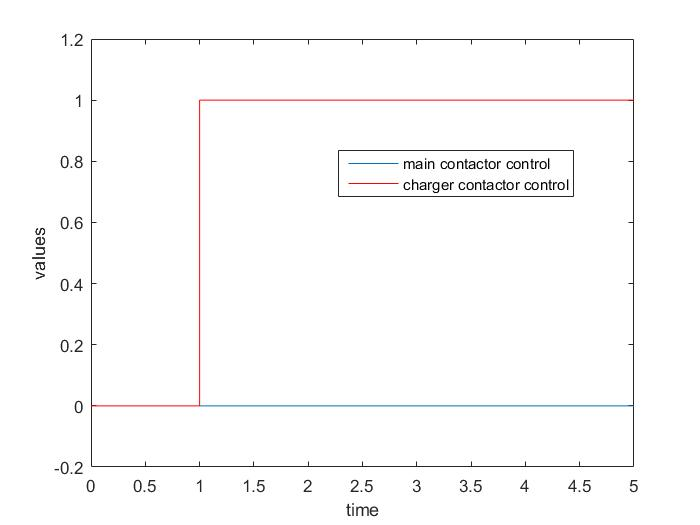 1.2
1
0.8
0.6
0.4
0.2
0
-0.2
values
main contactor control
charger contactor control
0 0.5 1 1.5 2 2.5 3 3.5 4 4.5 5
time